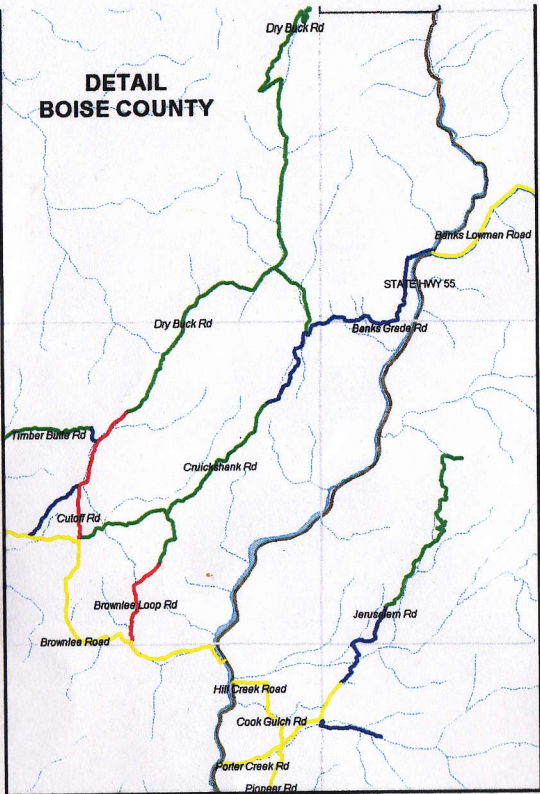 Dry Buck Rd
DETAIL
BOISE COUNTY
Banks Lowman Road
STATE HWY 55
Dry Buck Rd
Banks Grade Rd
Timber Butte Rd
Cruickshank Rd
Cutoff Rd
Brownlee Loop Rd
Jerusalem Rd
Brownlee Road
Hill Creek Road
Cook Gulch Rd
Porter Creek Rd
Pioneer Rd